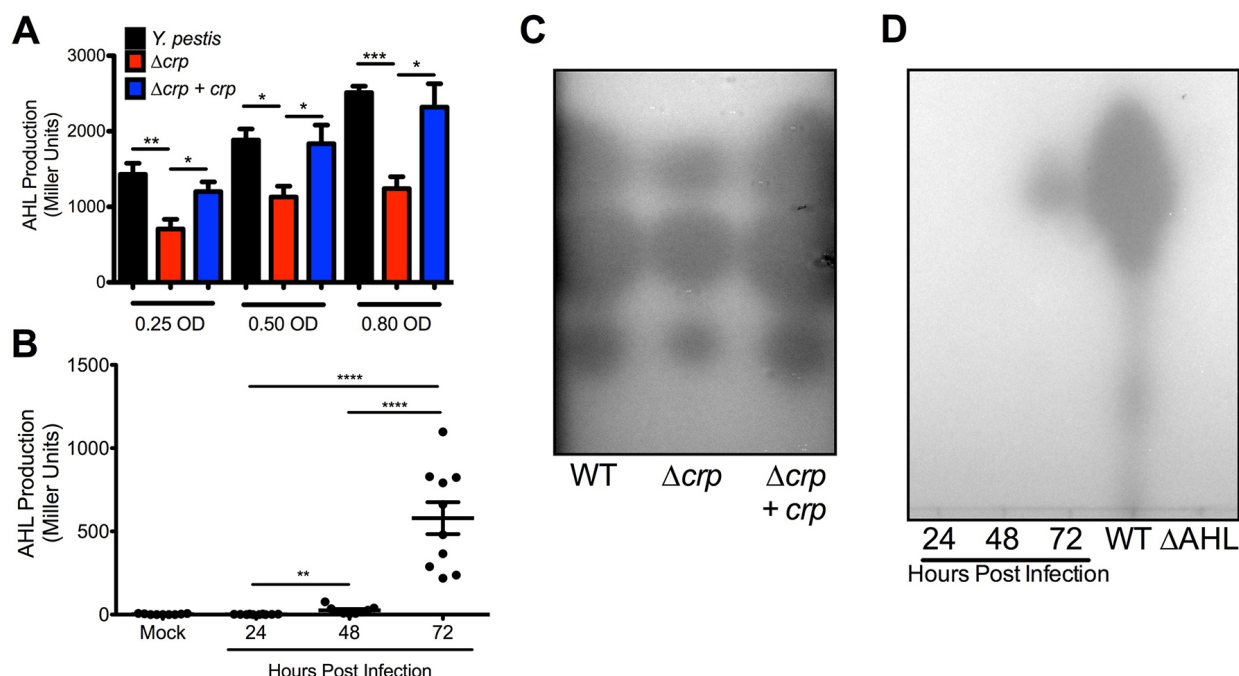 A
Y. pestis
Δcrp
Δcrp + crp
AHL Production
(Miller Units)
3000
2000
1000
0
**
*
*
*
***
*
0.25 OD
0.50 OD
0.80 OD
B
AHL Production
(Miller Units)
1500
1000
500
0
****
****
**
Mock
24
48
72
Hours Post Infection
C
WT
Δcrp
Δcrp
+ crp
D
24
48
72
WT
ΔAHL
Hours Post Infection